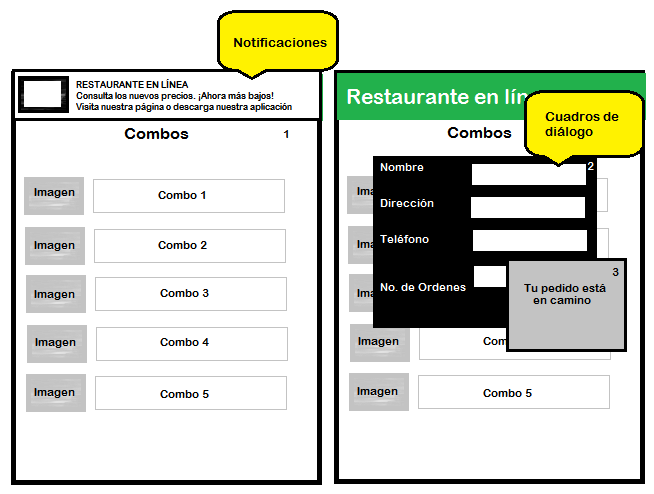 Notificaciones
RESTAURANTE EN LÍNEA
Consulta los nuevos precios. ¡Ahora más bajos!
Visita nuestra página o descarga nuestra aplicación
Combos
1
Imagen
Combo 1
Imagen
Combo 2
Imagen
Combo 3
Imagen
Combo 4
Imagen
Combo 5
Restaurante en lín
Cuadros de
diálogo
Combos
Nombre
2
Dirección
Teléfono
No. de Ordenes
3
Tu pedido está
en camino
Ima
Ima
Ima
Imagen
Com
Imagen
Combo 5